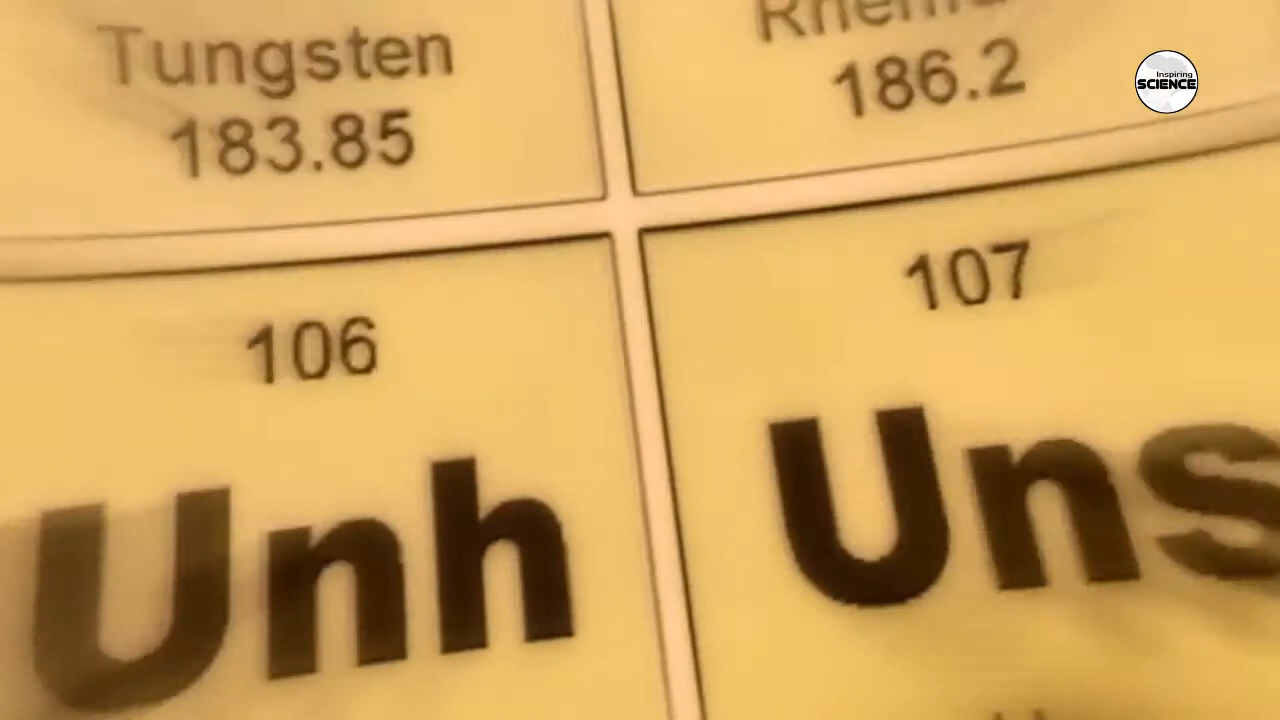 Tungsten
183.85
186.2
Inspiring
SCIENCE
106
Unh
107
Uns